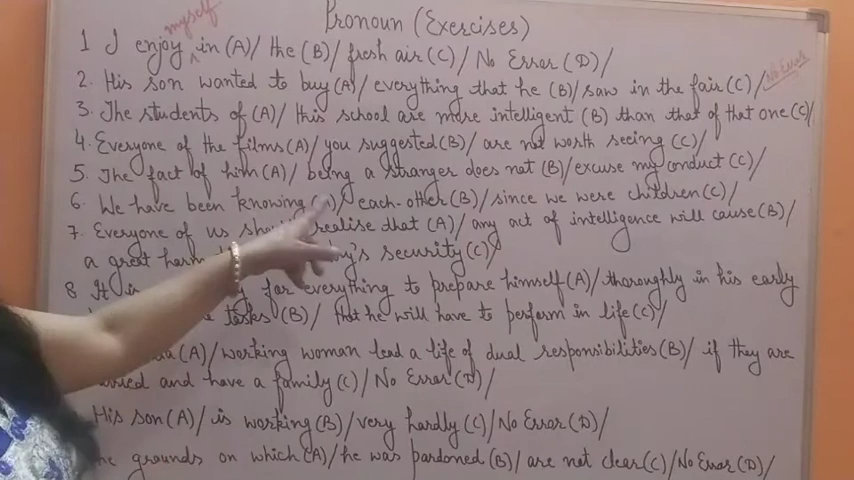 Pronoun (Exercises)
myself
1 I enjoy ^ in (A)/ the (B)/ fresh air (C)/ No Error (D)/
2. His son wanted to buy (A)/ everything that he (B)/ saw in the fair (C)/ No Error
3. The students of (A)/ this school are more intelligent (B) than that of that one (C)/
4. Everyone of the films (A)/ you suggested (B)/ are not worth seeing (C)/
5. The fact of him (A)/ being a stranger does not (B)/ excuse my conduct (C)/
6. We have been knowing (A)/ each-other (B)/ since we were children (C)/
7. Everyone of us realise that (A)/ any act of intelligence will cause (B)/
a great security (C)/
8 It for everything to prepare himself (A)/ thoroughly in his early
tasks (B)/ that he will have to perform in life (C)/
(A)/ working woman lead a life of dual responsibilities (B)/ if they are
and have a family (C)/ No Error (D)/
His son (A)/ is working (B)/ very hardly (C)/ No Error (D)/
grounds on which (A)/ he was pardoned (B)/ are not clear (C)/ No Error (D)/